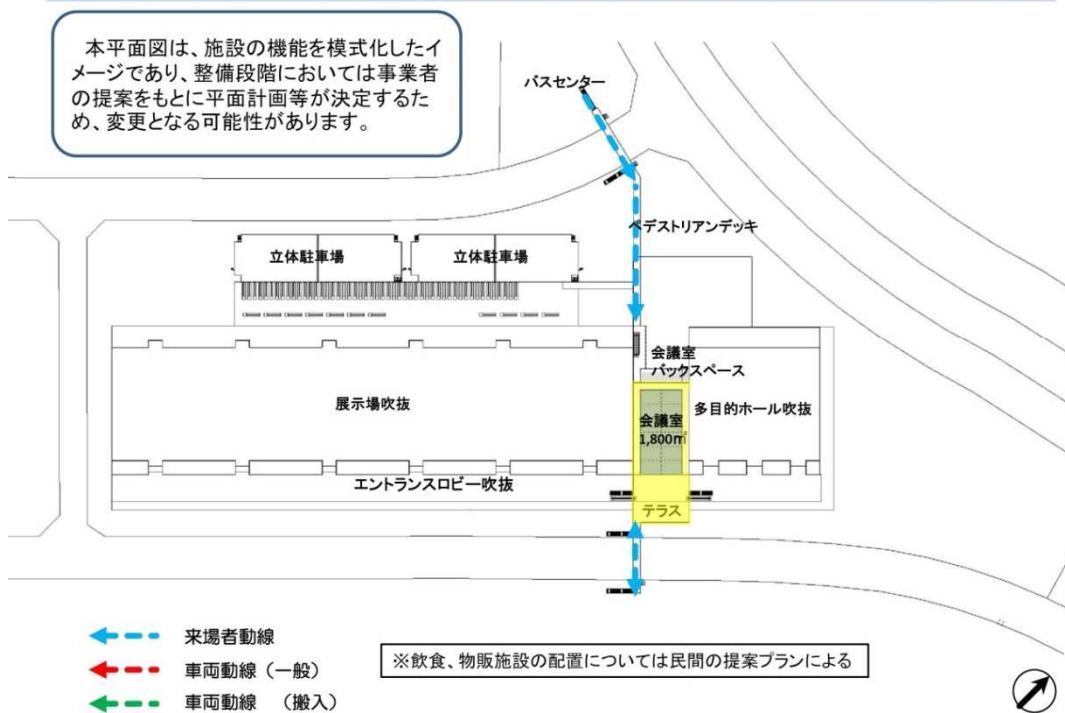 本平面図は、施設の機能を模式化したイ
メージであり、整備段階においては事業者
の提案をもとに平面計画等が決定するた
め、変更となる可能性があります。
バスセンター
ペデストリアンデッキ
立体駐車場
立体駐車場
会議室
バックスペース
展示場吹抜
会議室
1,800㎡
多目的ホール吹抜
エントランスロビー吹抜
テラス
来場者動線
車両動線（一般）
車両動線　（搬入）
※飲食、物販施設の配置については民間の提案プランによる